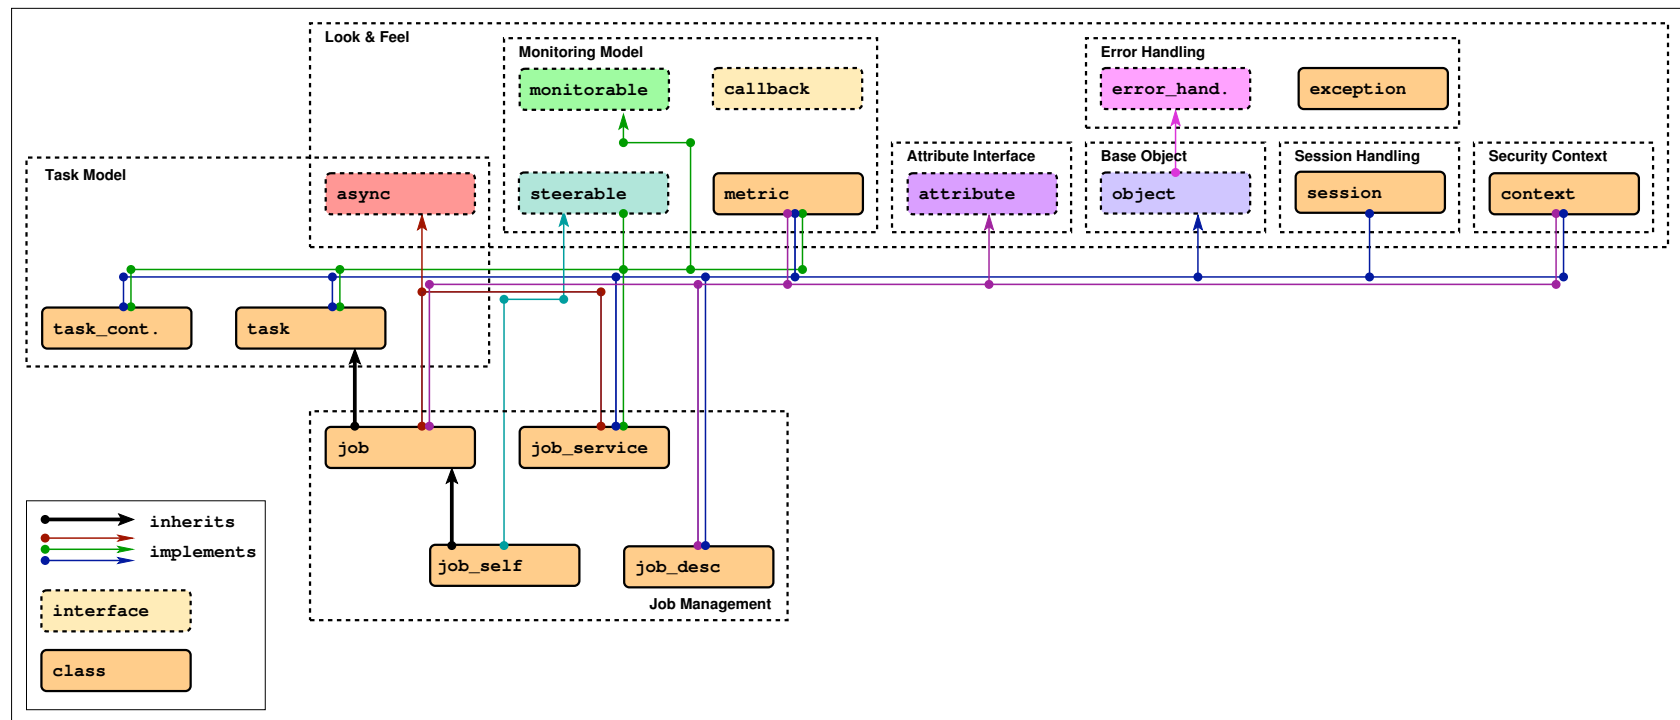 Look & Feel
Monitoring Model
Error Handling
monitorable
callback
error_hand.
exception
Task Model
Attribute Interface
Base Object
Session Handling
Security Context
async
steerable
metric
attribute
object
session
context
task_cont.
task
job
job_service
job_self
job_desc
Job Management
inherits
implements
interface
class